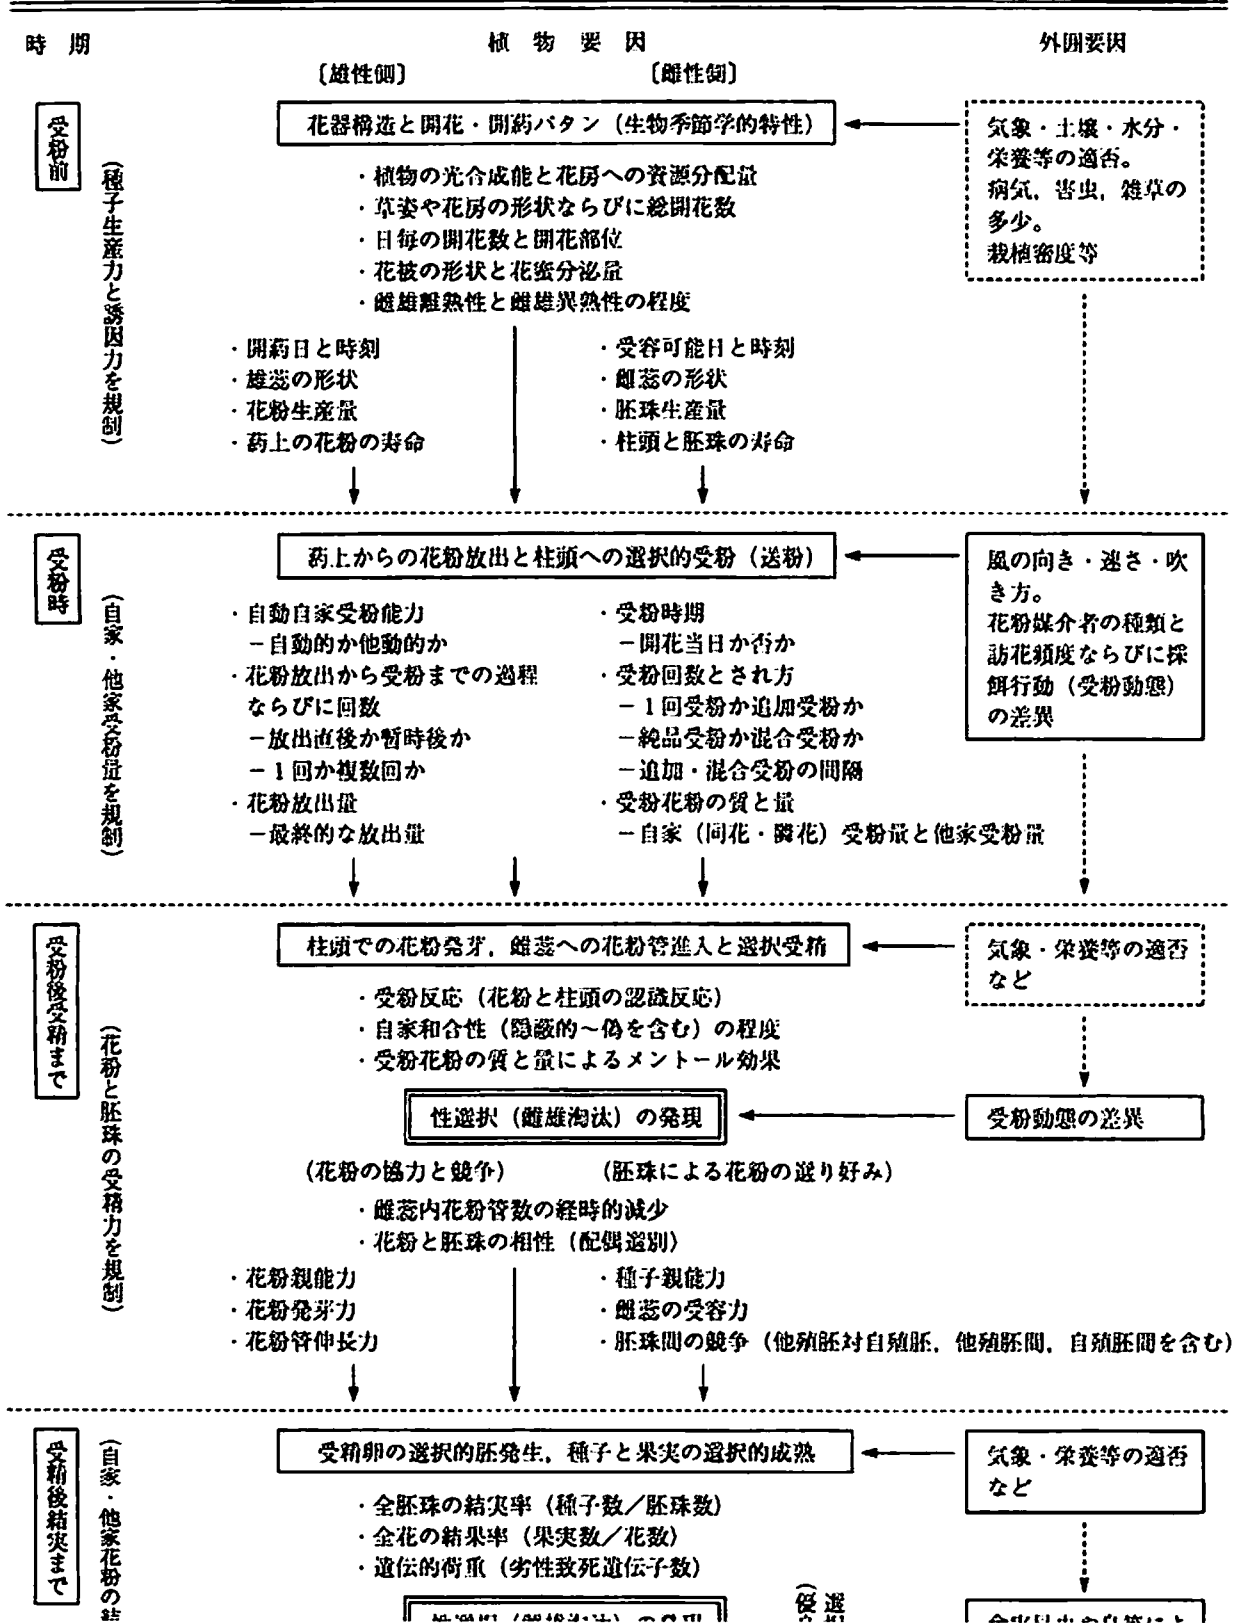 時期 植物要因 外囲要因
〔雄性側〕 〔雌性側〕
受粉前
(種子生産力と誘因力を規制)
花器構造と開花・開葯パタン(生物季節学的特性)
・植物の光合成能と花房への資源分配量
・草姿や花房の形状ならびに総開花数
・日毎の開花数と開花部位
・花被の形状と花蜜分泌量
・雌雄離熟性と雌雄異熟性の程度
・開葯日と時刻
・雄蕊の形状
・花粉生産量
・葯上の花粉の寿命
・受容可能日と時刻
・雌蕊の形状
・胚珠生産量
・柱頭と胚珠の寿命
気象・土壌・水分・
栄養等の適否。
病気,害虫,雑草の
多少。
栽植密度等
受粉時
(自家・他家受粉量を規制)
葯上からの花粉放出と柱頭への選択的受粉(送粉)
・自動自家受粉能力
-自動的か他動的か
・花粉放出から受粉までの過程
ならびに回数
-放出直後か暫時後か
-1回か複数回か
・花粉放出量
-最終的な放出量
・受粉時期
-開花当日か否か
・受粉回数とされ方
-1回受粉か追加受粉か
-純品受粉か混合受粉か
-追加・混合受粉の間隔
・受粉花粉の質と量
-自家(同花・隣花)受粉量と他家受粉量
風の向き・速さ・吹
き方。
花粉媒介者の種類と
訪花頻度ならびに採
餌行動(受粉動態)
の差異
受粉後受精まで
(花粉と胚珠の受精力を規制)
柱頭での花粉発芽,雌蕊への花粉管進入と選択受精
・受粉反応(花粉と柱頭の認識反応)
・自家和合性(隠蔽的~偽を含む)の程度
・受粉花粉の質と量によるメントール効果
性選択(雌雄淘汰)の発現
(花粉の協力と競争) (胚珠による花粉の選り好み)
・雌蕊内花粉管数の経時的減少
・花粉と胚珠の相性(配偶選別)
・花粉親能力
・花粉発芽力
・花粉管伸長力
・種子親能力
・雌蕊の受容力
・胚珠間の競争(他殖胚対自殖胚,他殖胚間,自殖胚間を含む)
気象・栄養等の適否
など
受粉動態の差異
受精後結実まで
(自家・他家花粉の結
受精卵の選択的胚発生,種子と果実の選択的成熟
・全胚珠の結実率(種子数/胚珠数)
・全花の結果率(果実数/花数)
・遺伝的荷重(劣性致死遺伝子数)
性選択(雌雄淘汰)の発現
気象・栄養等の適否
など